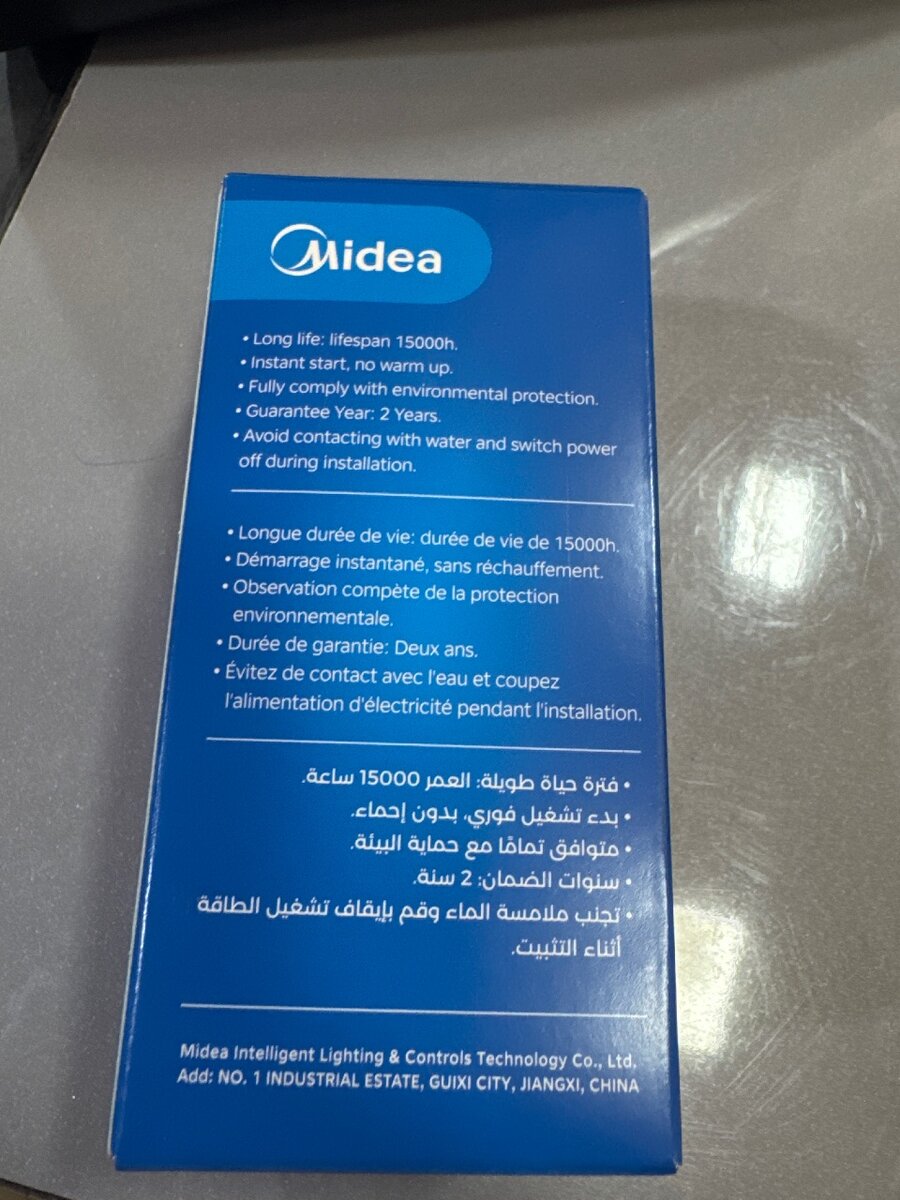 Midea
• Long life: lifespan 15000h.
• Instant start, no warm up.
• Fully comply with environmental protection.
• Guarantee Year: 2 Years.
• Avoid contacting with water and switch power
off during installation.
• Longue durée de vie: durée de vie de 15000h.
• Démarrage instantané, sans réchauffement.
• Observation compète de la protection
environnementale.
• Durée de garantie: Deux ans.
• Évitez de contact avec l'eau et coupez
l'alimentation d'électricité pendant l'installation.
• فترة حياة طويلة: العمر 15000 ساعة.
• بدء تشغيل فوري، بدون إحماء.
• متوافق تمامًا مع حماية البيئة.
• سنوات الضمان: 2 سنة.
• تجنب ملامسة الماء وقم بإيقاف تشغيل الطاقة
أثناء التثبيت.
Midea Intelligent Lighting & Controls Technology Co., Ltd.
Add: NO. 1 INDUSTRIAL ESTATE, GUIXI CITY, JIANGXI, CHINA